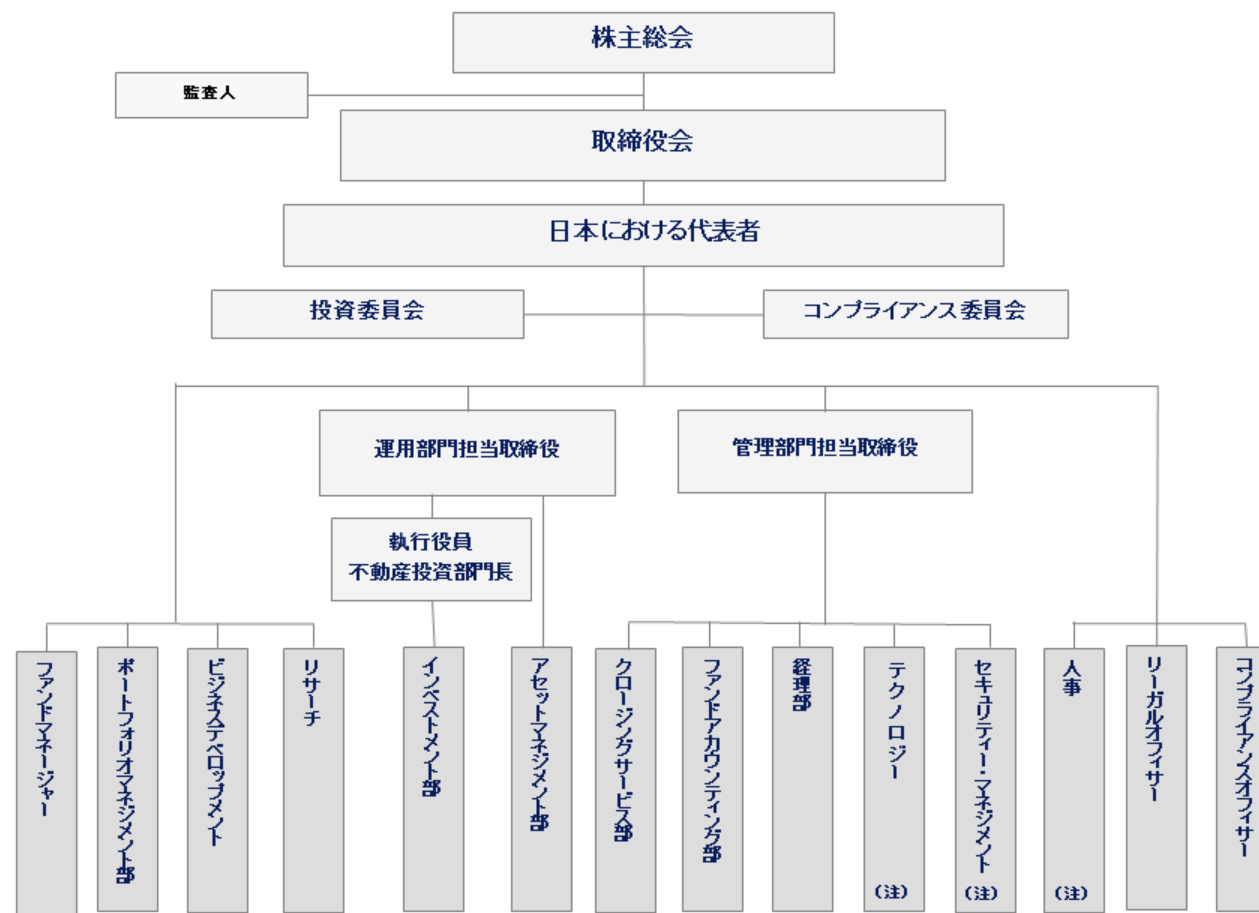 株主総会
監査人
取締役会
日本における代表者
投資委員会
コンプライアンス委員会
運用部門担当取締役
管理部門担当取締役
執行役員
不動産投資部門長
ファンドマネージャー
ポートフォリオマネジメント部
ビジネスデベロップメント
リサーチ
インベストメント部
アセットマネジメント部
クロージングサービス部
ファンドアカウンティング部
経理部
テクノロジー
(注)
セキュリティー・マネジメント
(注)
人事
(注)
リーガルオフィサー
コンプライアンスオフィサー